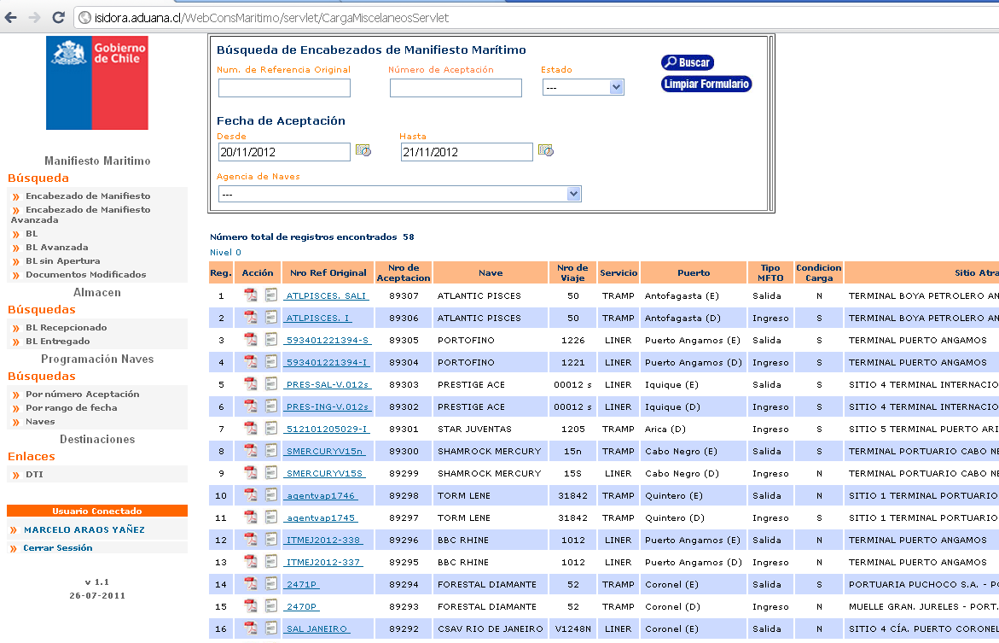 isidora.aduana.cl/WebConsMaritimo/servlet/CargaMiscelaneosServlet
Gobierno
de Chile
Manifiesto Maritimo
Búsqueda
Encabezado de Manifiesto
Encabezado de Manifiesto
Avanzada
BL
BL Avanzada
BL sin Apertura
Documentos Modificados
Almacen
Búsquedas
BL Recepcionado
BL Entregado
Programación Naves
Búsquedas
Por número Aceptación
Por rango de fecha
Naves
Destinaciones
Enlaces
DTI
Usuario Conectado
MARCELO ARAOS YAÑEZ
Cerrar Sessión
v 1.1
26-07-2011
Búsqueda de Encabezados de Manifiesto Marítimo
Num. de Referencia Original Número de Aceptación Estado
---
Buscar
Limpiar Formulario
Fecha de Aceptación
Desde Hasta
20/11/2012 21/11/2012
Agencia de Naves
---
Número total de registros encontrados 58
Nivel 0
Reg. Acción Nro Ref Original Nro de Aceptacion Nave Nro de Viaje Servicio Puerto Tipo MFTO Condicion Carga Sitio Atra
1 ATLPISCES. SALI 89307 ATLANTIC PISCES 50 TRAMP Antofagasta (E) Salida N TERMINAL BOYA PETROLERO AN
2 ATLPISCES. I 89306 ATLANTIC PISCES 50 TRAMP Antofagasta (D) Ingreso S TERMINAL BOYA PETROLERO AN
3 593401221394-S 89305 PORTOFINO 1226 LINER Puerto Angamos (E) Salida S TERMINAL PUERTO ANGAMOS
4 593401221394-I 89304 PORTOFINO 1221 LINER Puerto Angamos (D) Ingreso S TERMINAL PUERTO ANGAMOS
5 PRES-SAL-V.012s 89303 PRESTIGE ACE 00012 s LINER Iquique (E) Salida S SITIO 4 TERMINAL INTERNACIO
6 PRES-ING-V.012s 89302 PRESTIGE ACE 00012 s LINER Iquique (D) Ingreso S SITIO 4 TERMINAL INTERNACIO
7 512101205029-I 89301 STAR JUVENTAS 1205 TRAMP Arica (D) Ingreso S SITIO 5 TERMINAL PUERTO ARI
8 SMERCURYV15n 89300 SHAMROCK MERCURY 15n TRAMP Cabo Negro (E) Salida S TERMINAL PORTUARIO CABO NE
9 SMERCURYV15S 89299 SHAMROCK MERCURY 15S LINER Cabo Negro (D) Ingreso N TERMINAL PORTUARIO CABO NE
10 agentvap1746 89298 TORM LENE 31842 TRAMP Quintero (E) Salida N SITIO 1 TERMINAL PORTUARIO
11 agentvap1745 89297 TORM LENE 31842 TRAMP Quintero (D) Ingreso S SITIO 1 TERMINAL PORTUARIO
12 ITMEJ2012-338 89296 BBC RHINE 1012 LINER Puerto Angamos (E) Salida N TERMINAL PUERTO ANGAMOS
13 ITMEJ2012-337 89295 BBC RHINE 1012 LINER Puerto Angamos (D) Ingreso N TERMINAL PUERTO ANGAMOS
14 2471P 89294 FORESTAL DIAMANTE 52 TRAMP Coronel (E) Salida S PORTUARIA PUCHOCO S.A. - PO
15 2470P 89293 FORESTAL DIAMANTE 52 TRAMP Coronel (D) Ingreso N MUELLE GRAN. JURELES - PORT.
16 SAL JANEIRO 89292 CSAV RIO DE JANEIRO V1248N LINER Coronel (E) Salida N SITIO 4 CÍA. PUERTO CORONEL